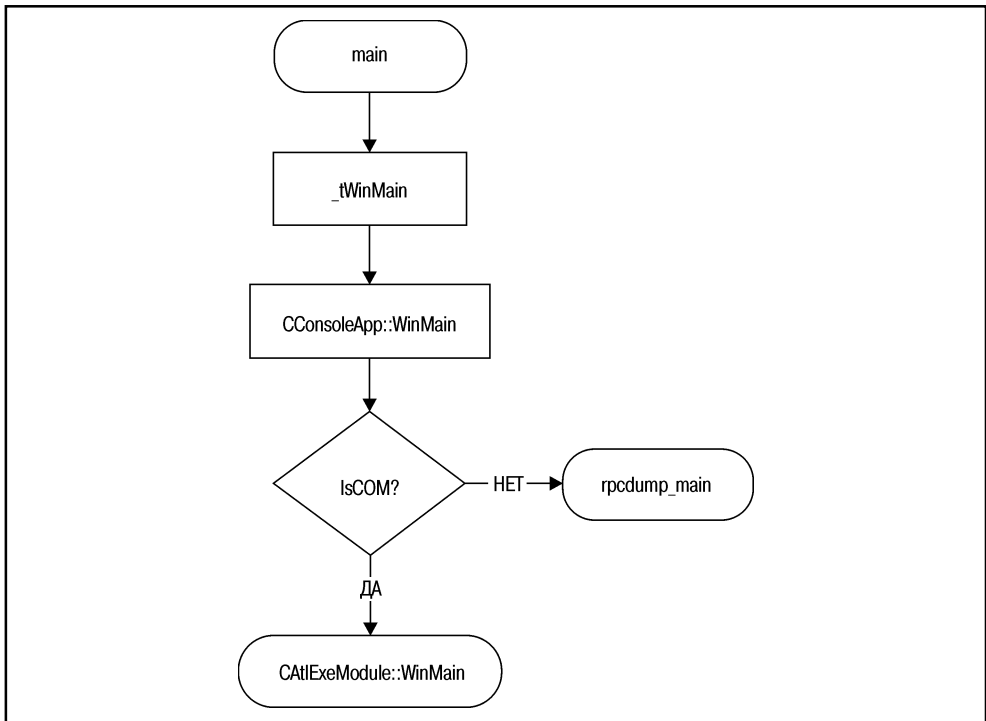 main
_tWinMain
CConsoleApp::WinMain
IsCOM?
НЕТ
rpcdump_main
ДА
CAtlExeModule::WinMain